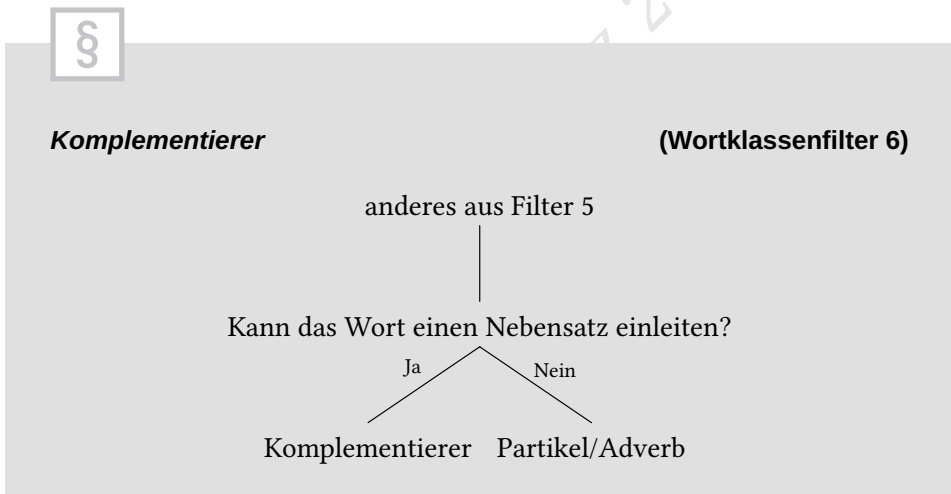 §
Komplementierer (Wortklassenfilter 6)
anderes aus Filter 5
Kann das Wort einen Nebensatz einleiten?
Ja Nein
Komplementierer Partikel/Adverb